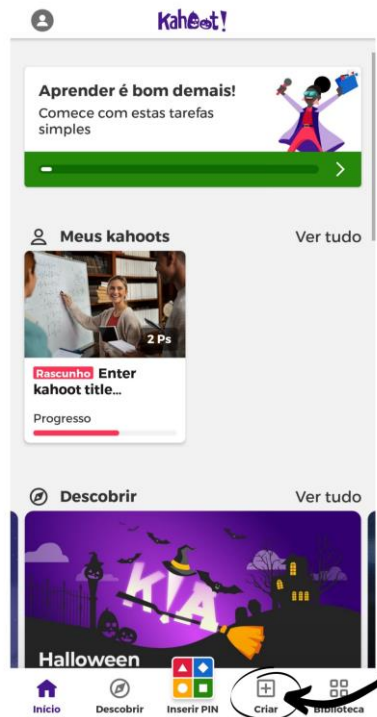 Kahoot!
Aprender é bom demais!
Comece com estas tarefas
simples
Meus kahoots
Ver tudo
2 Ps
Rascunho Enter
kahoot title...
Progresso
Descobrir
Ver tudo
K!A
Halloween
Início
Descobrir
Inserir PIN
Criar
Biblioteca